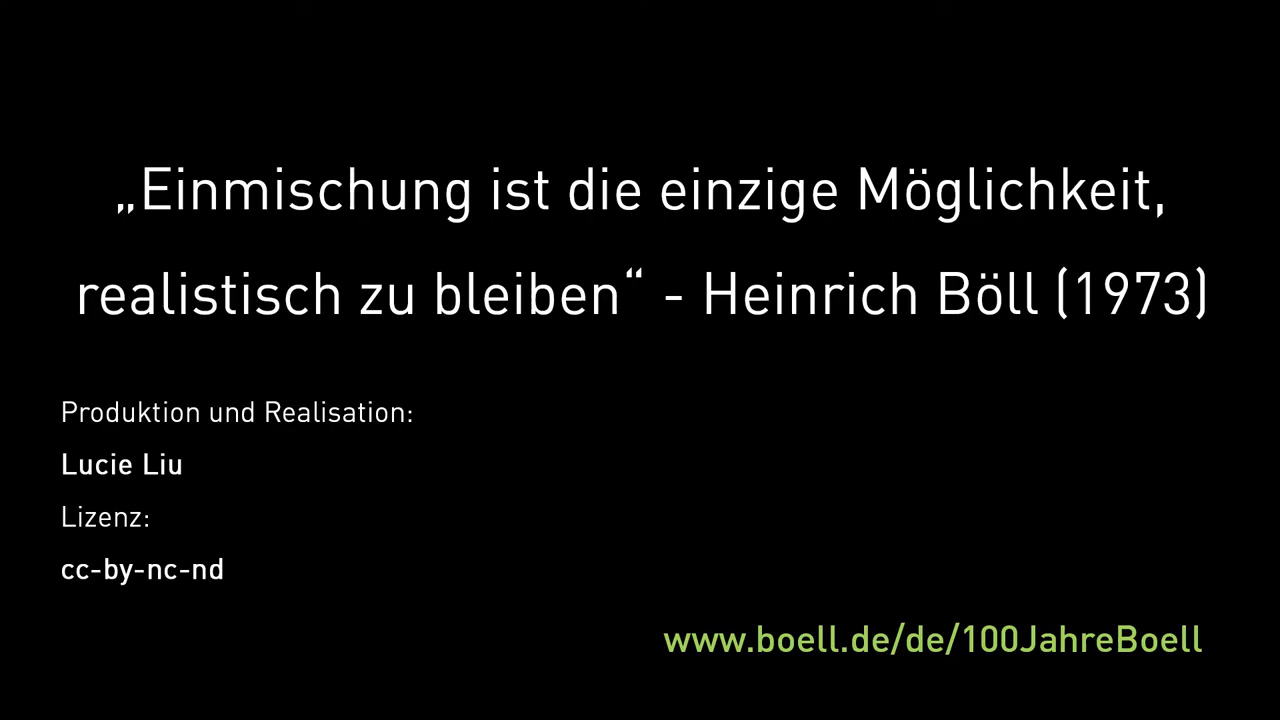 „Einmischung ist die einzige Möglichkeit,
realistisch zu bleiben“ - Heinrich Böll (1973)
Produktion und Realisation:
Lucie Liu
Lizenz:
cc-by-nc-nd
www.boell.de/de/100JahreBoell